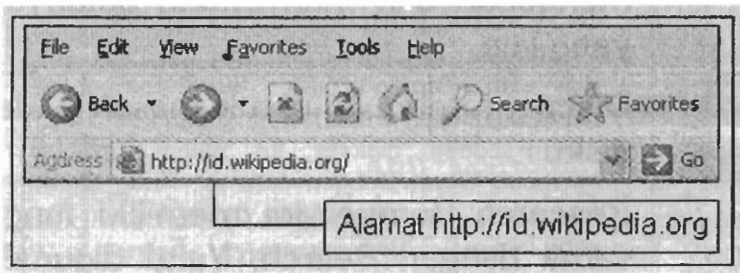 File Edit View Favorites Tools Help
Back Search Favorites
Address http://id.wikipedia.org/ Go
Alamat http://id.wikipedia.org